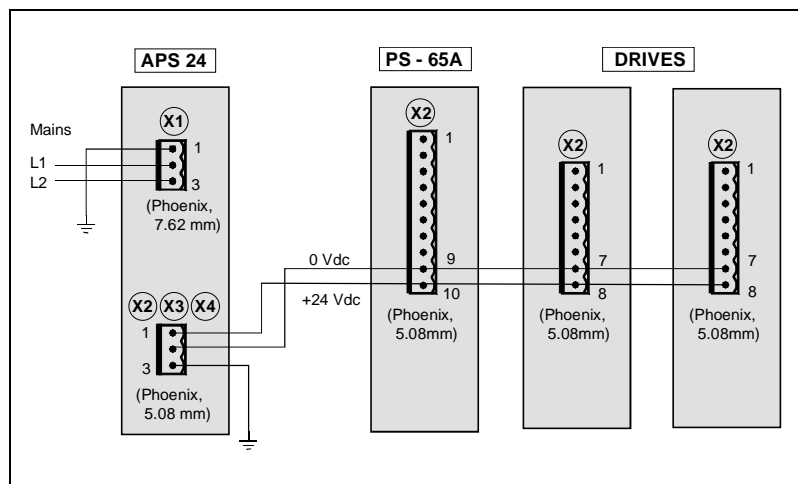 APS 24
PS - 65A
DRIVES
X1
Mains
L1
L2
1
3
(Phoenix,
7.62 mm)
X2 X3 X4
1
3
(Phoenix,
5.08 mm)
0 Vdc
+24 Vdc
X2
1
9
10
(Phoenix,
5.08mm)
X2
1
7
8
(Phoenix,
5.08mm)
X2
1
7
8
(Phoenix,
5.08mm)